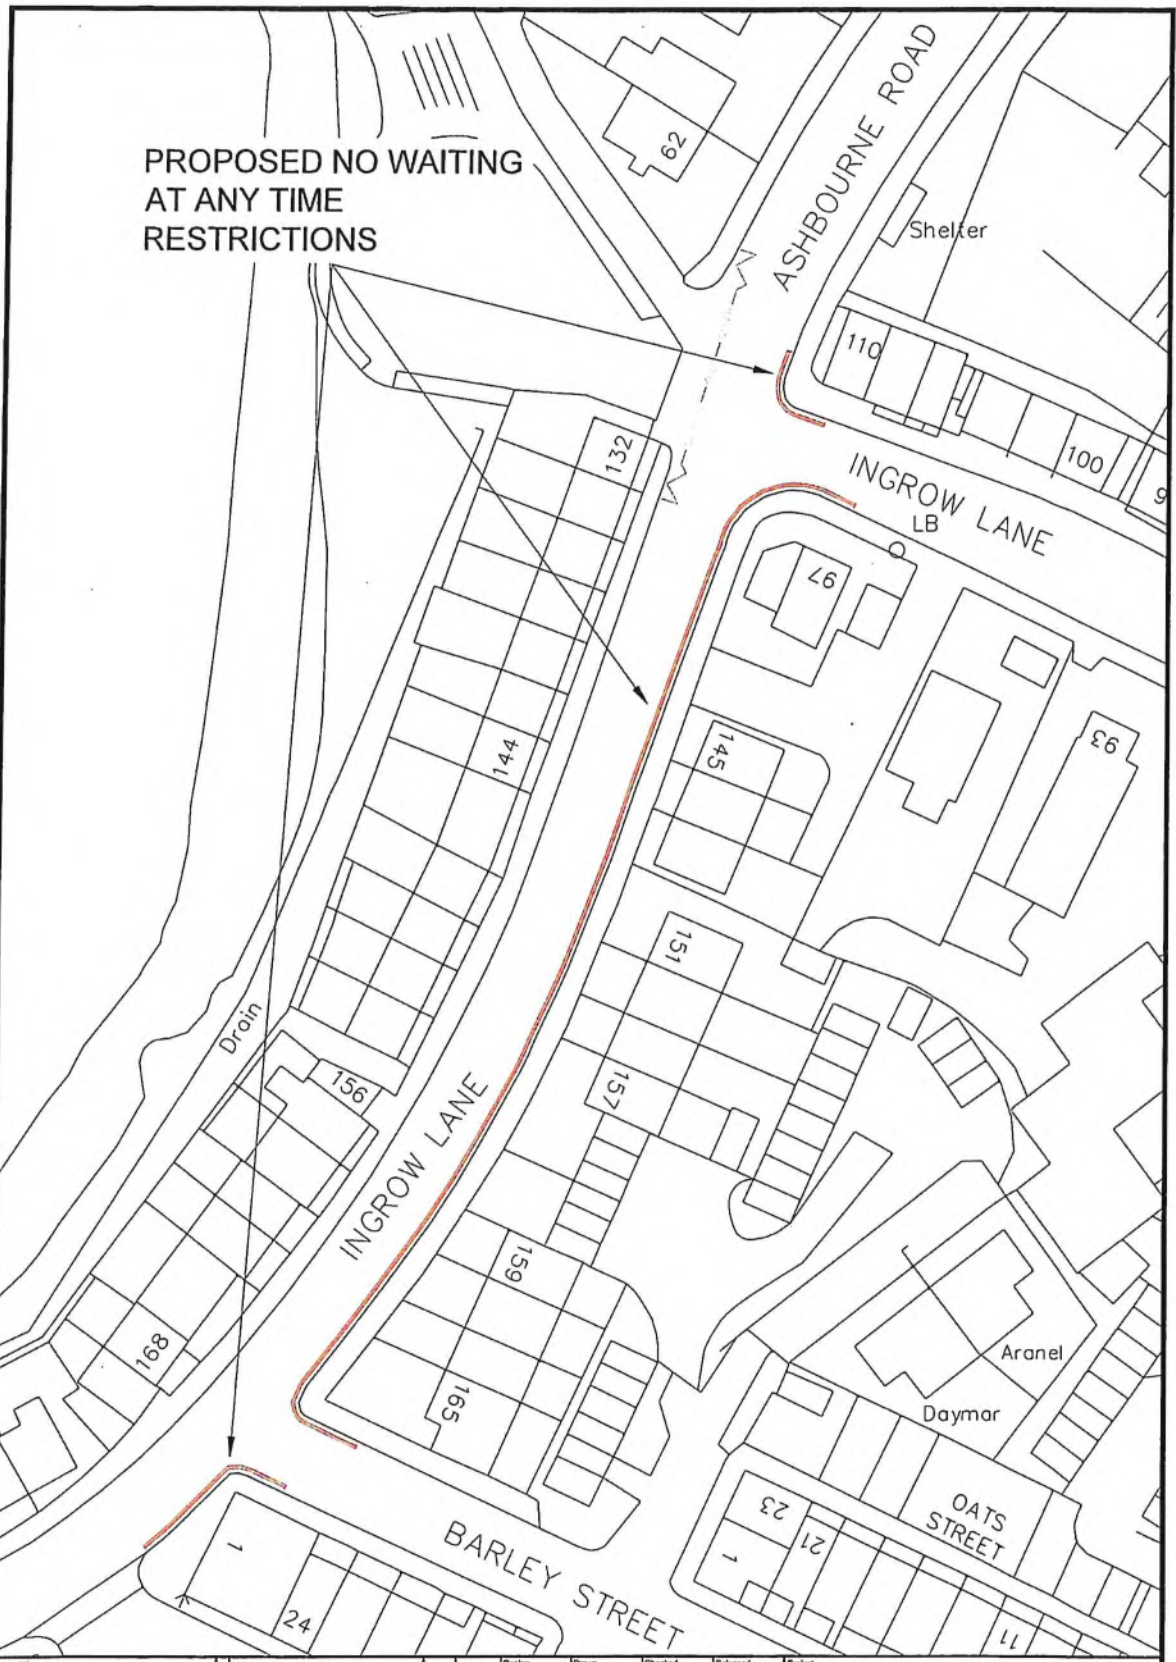 PROPOSED NO WAITING
AT ANY TIME
RESTRICTIONS
62
ASHBOURNE ROAD
Shelter
110
100
9
132
INGROW LANE
LB
97
144
145
93
151
Drain
156
157
INGROW LANE
159
168
165
Aranel
Daymar
OATS
STREET
23
21
1
BARLEY STREET
1
24
11